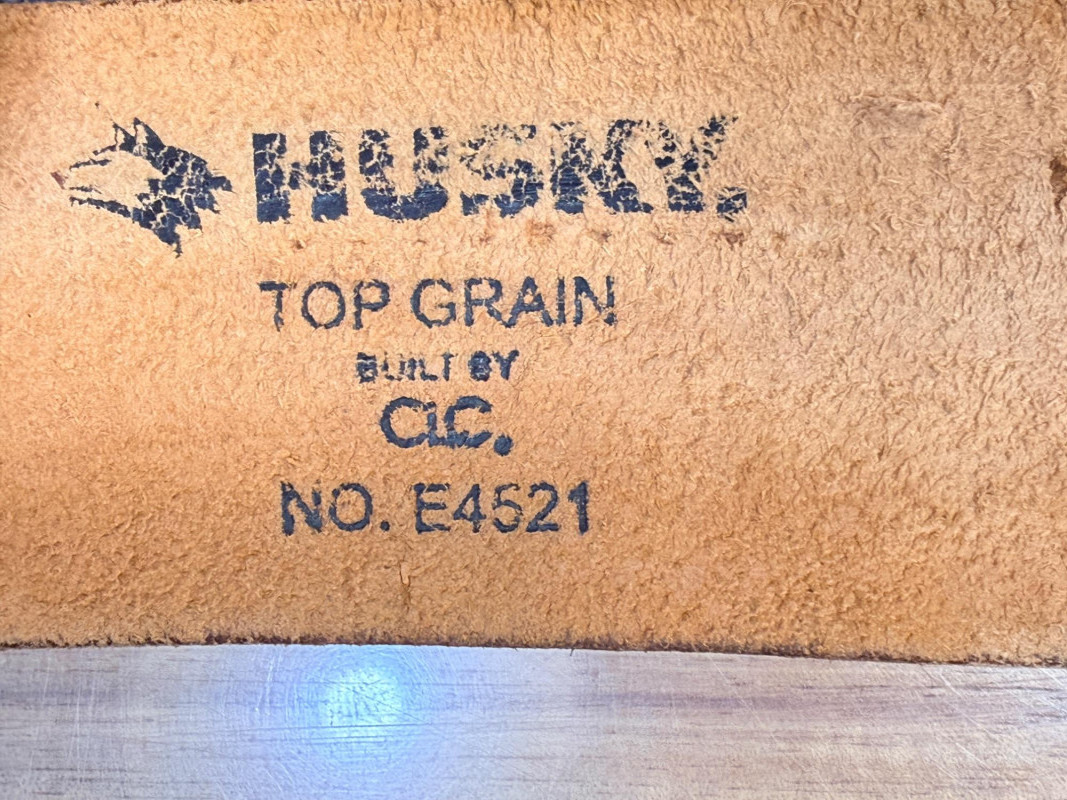 HUSKY.
TOP GRAIN
BUILT BY
CLC.
NO. E4521